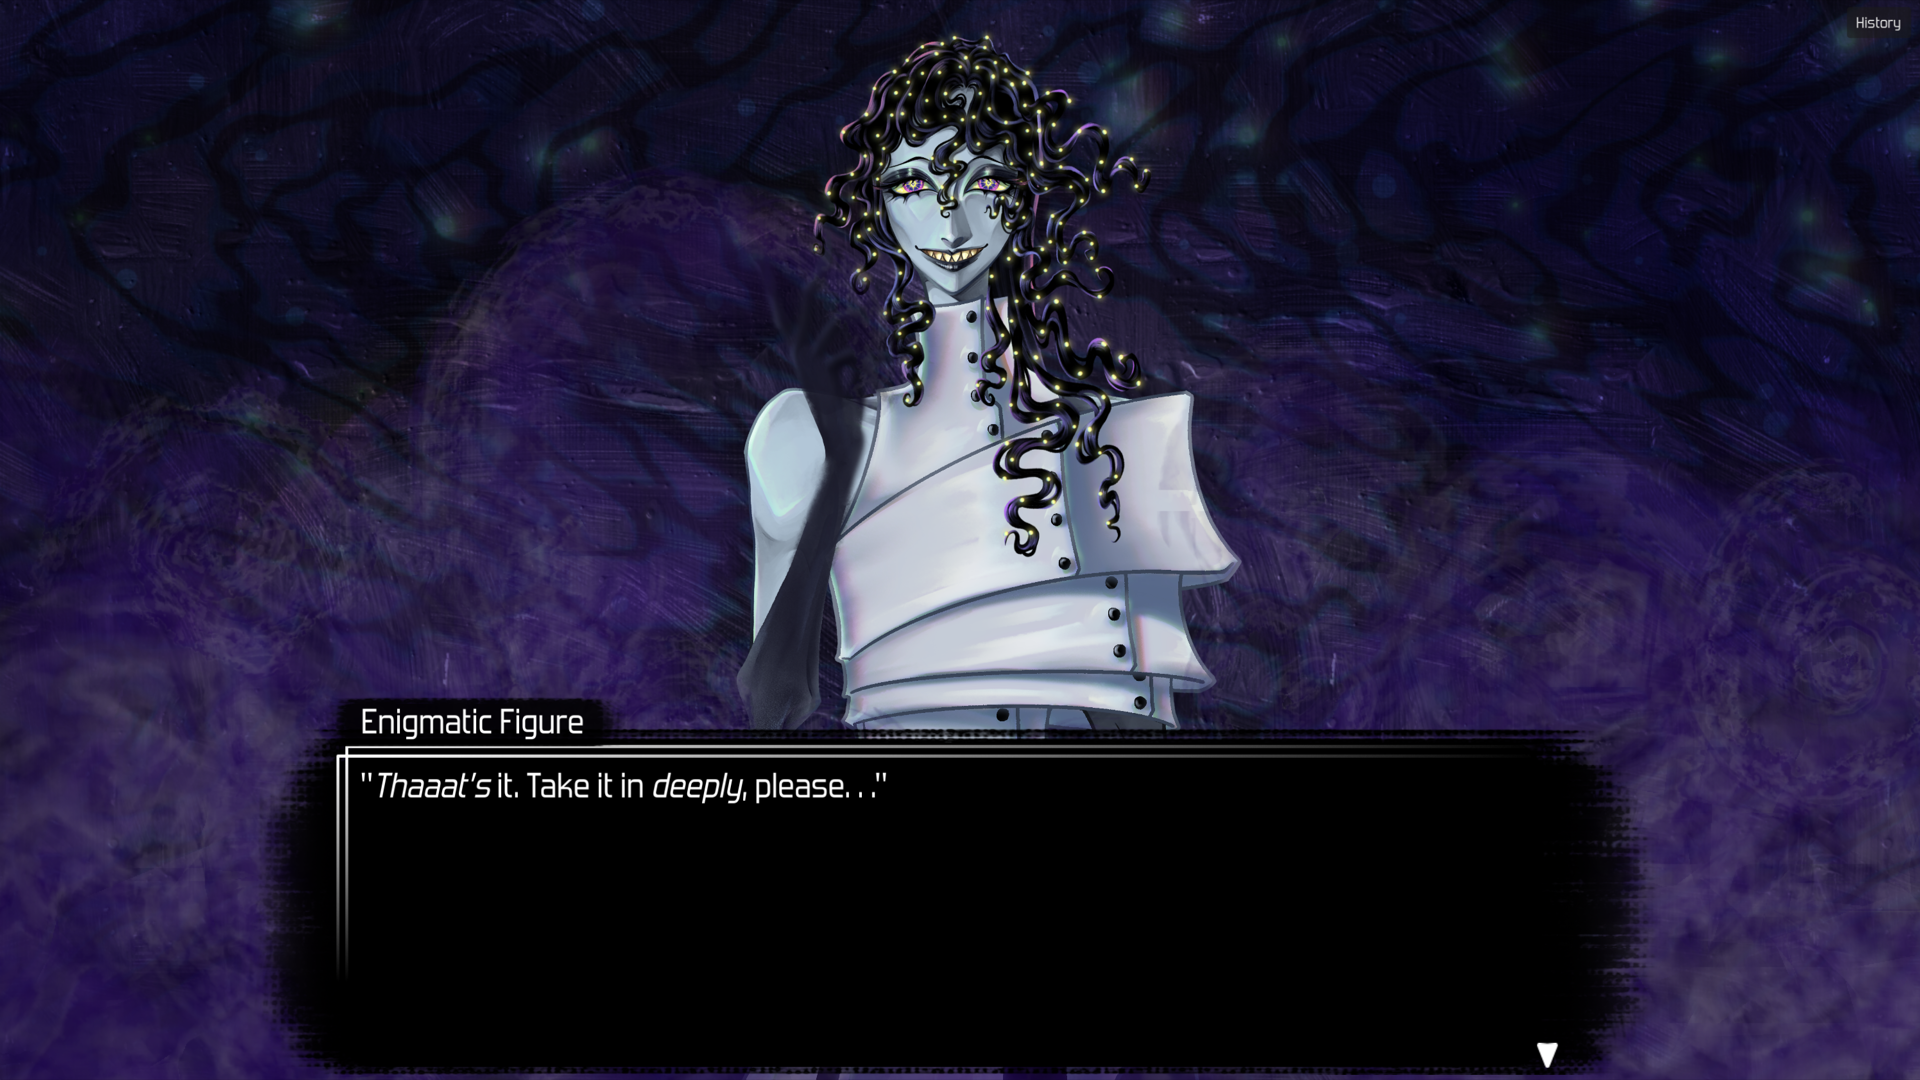 History
Enigmatic Figure
"Thaaat's it. Take it in deeply, please. . ."